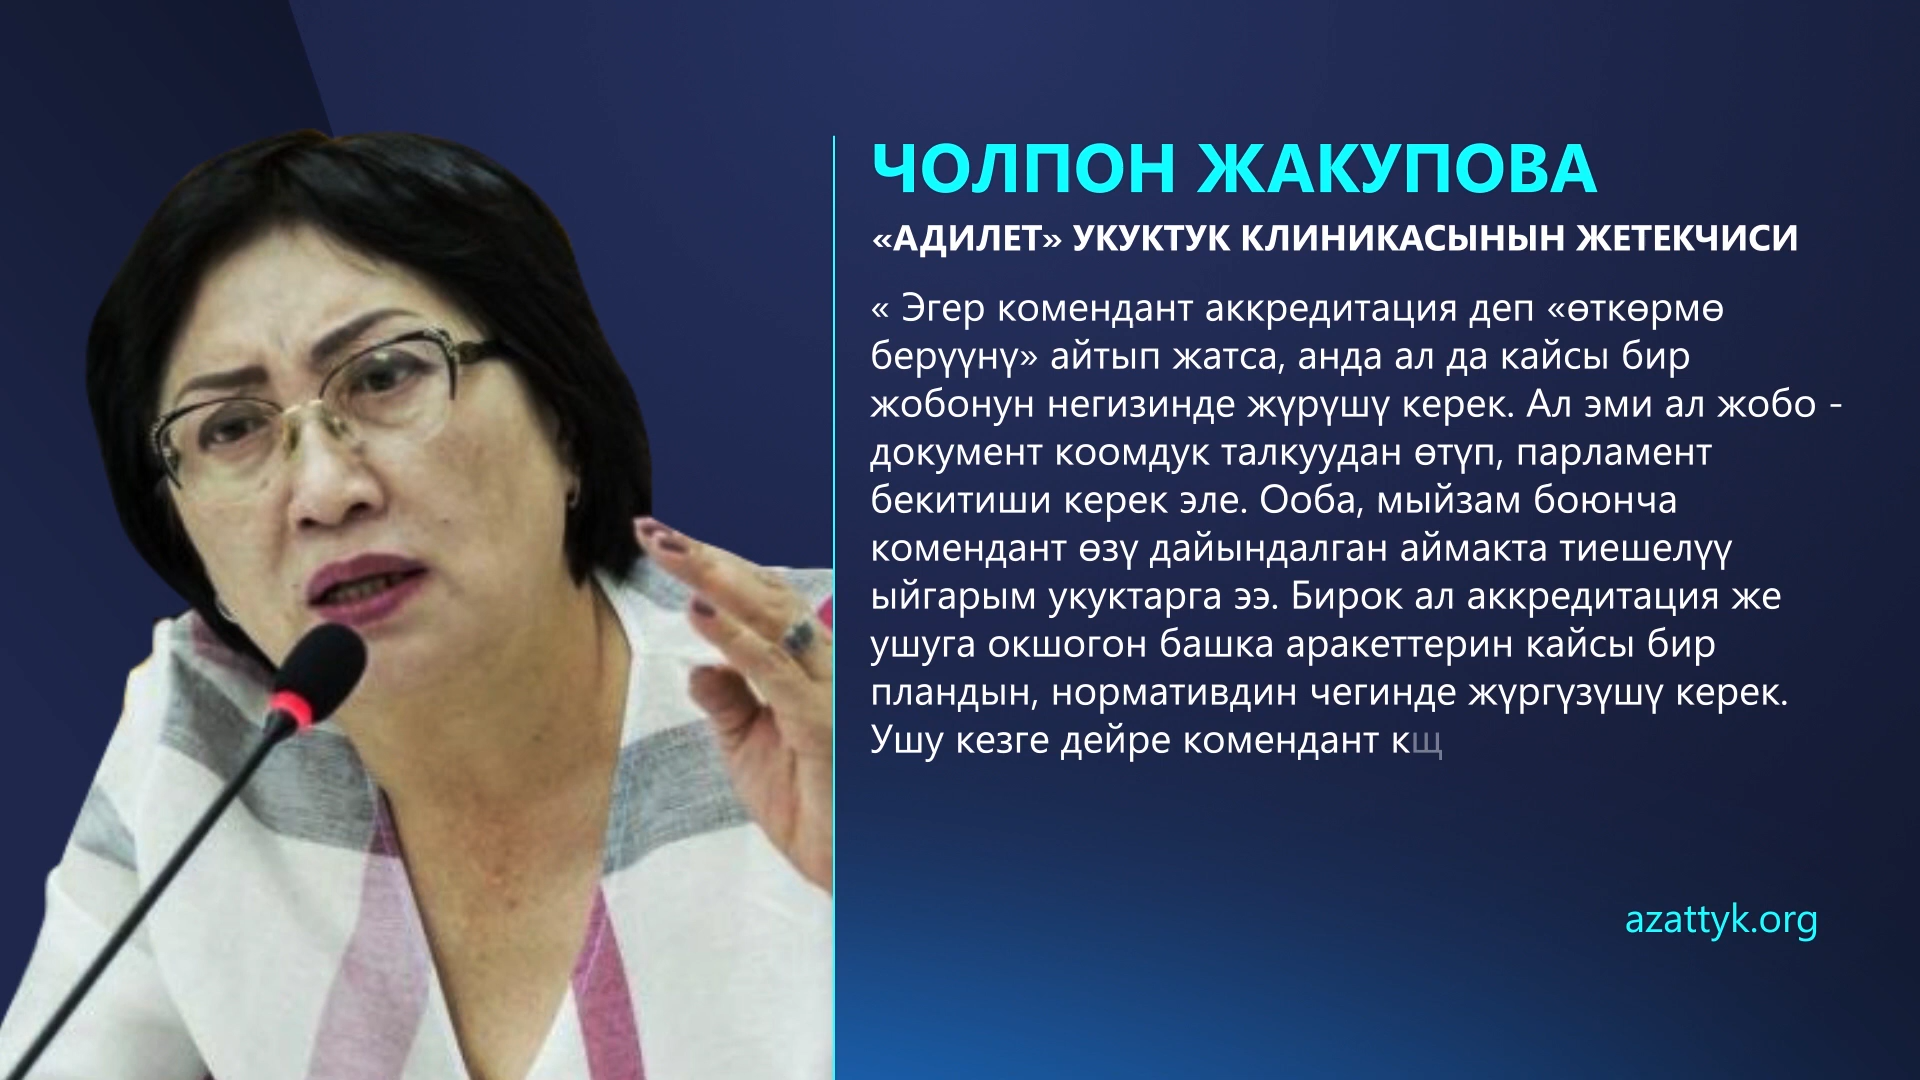 ЧОЛПОН ЖАКУПОВА
«АДИЛЕТ» УКУКТУК КЛИНИКАСЫНЫН ЖЕТЕКЧИСИ
« Эгер комендант аккредитация деп «өткөрмө
берүүнү» айтып жатса, анда ал да кайсы бир
жобонун негизинде жүрүшү керек. Ал эми ал жобо -
документ коомдук талкуудан өтүп, парламент
бекитиши керек эле. Ооба, мыйзам боюнча
комендант өзү дайындалган аймакта тиешелүү
ыйгарым укуктарга ээ. Бирок ал аккредитация же
ушуга окшогон башка аракеттерин кайсы бир
пландын, нормативдин чегинде жүргүзүшү керек.
Ушу кезге дейре комендант кщ
azattyk.org